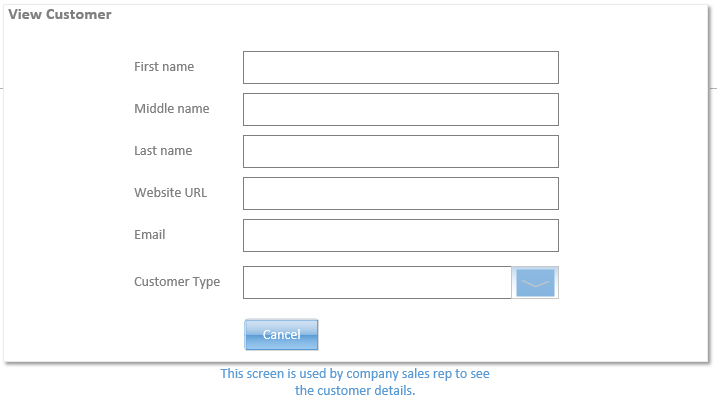 View Customer
First name
Middle name
Last name
Website URL
Email
Customer Type
Cancel
This screen is used by company sales rep to see
the customer details.